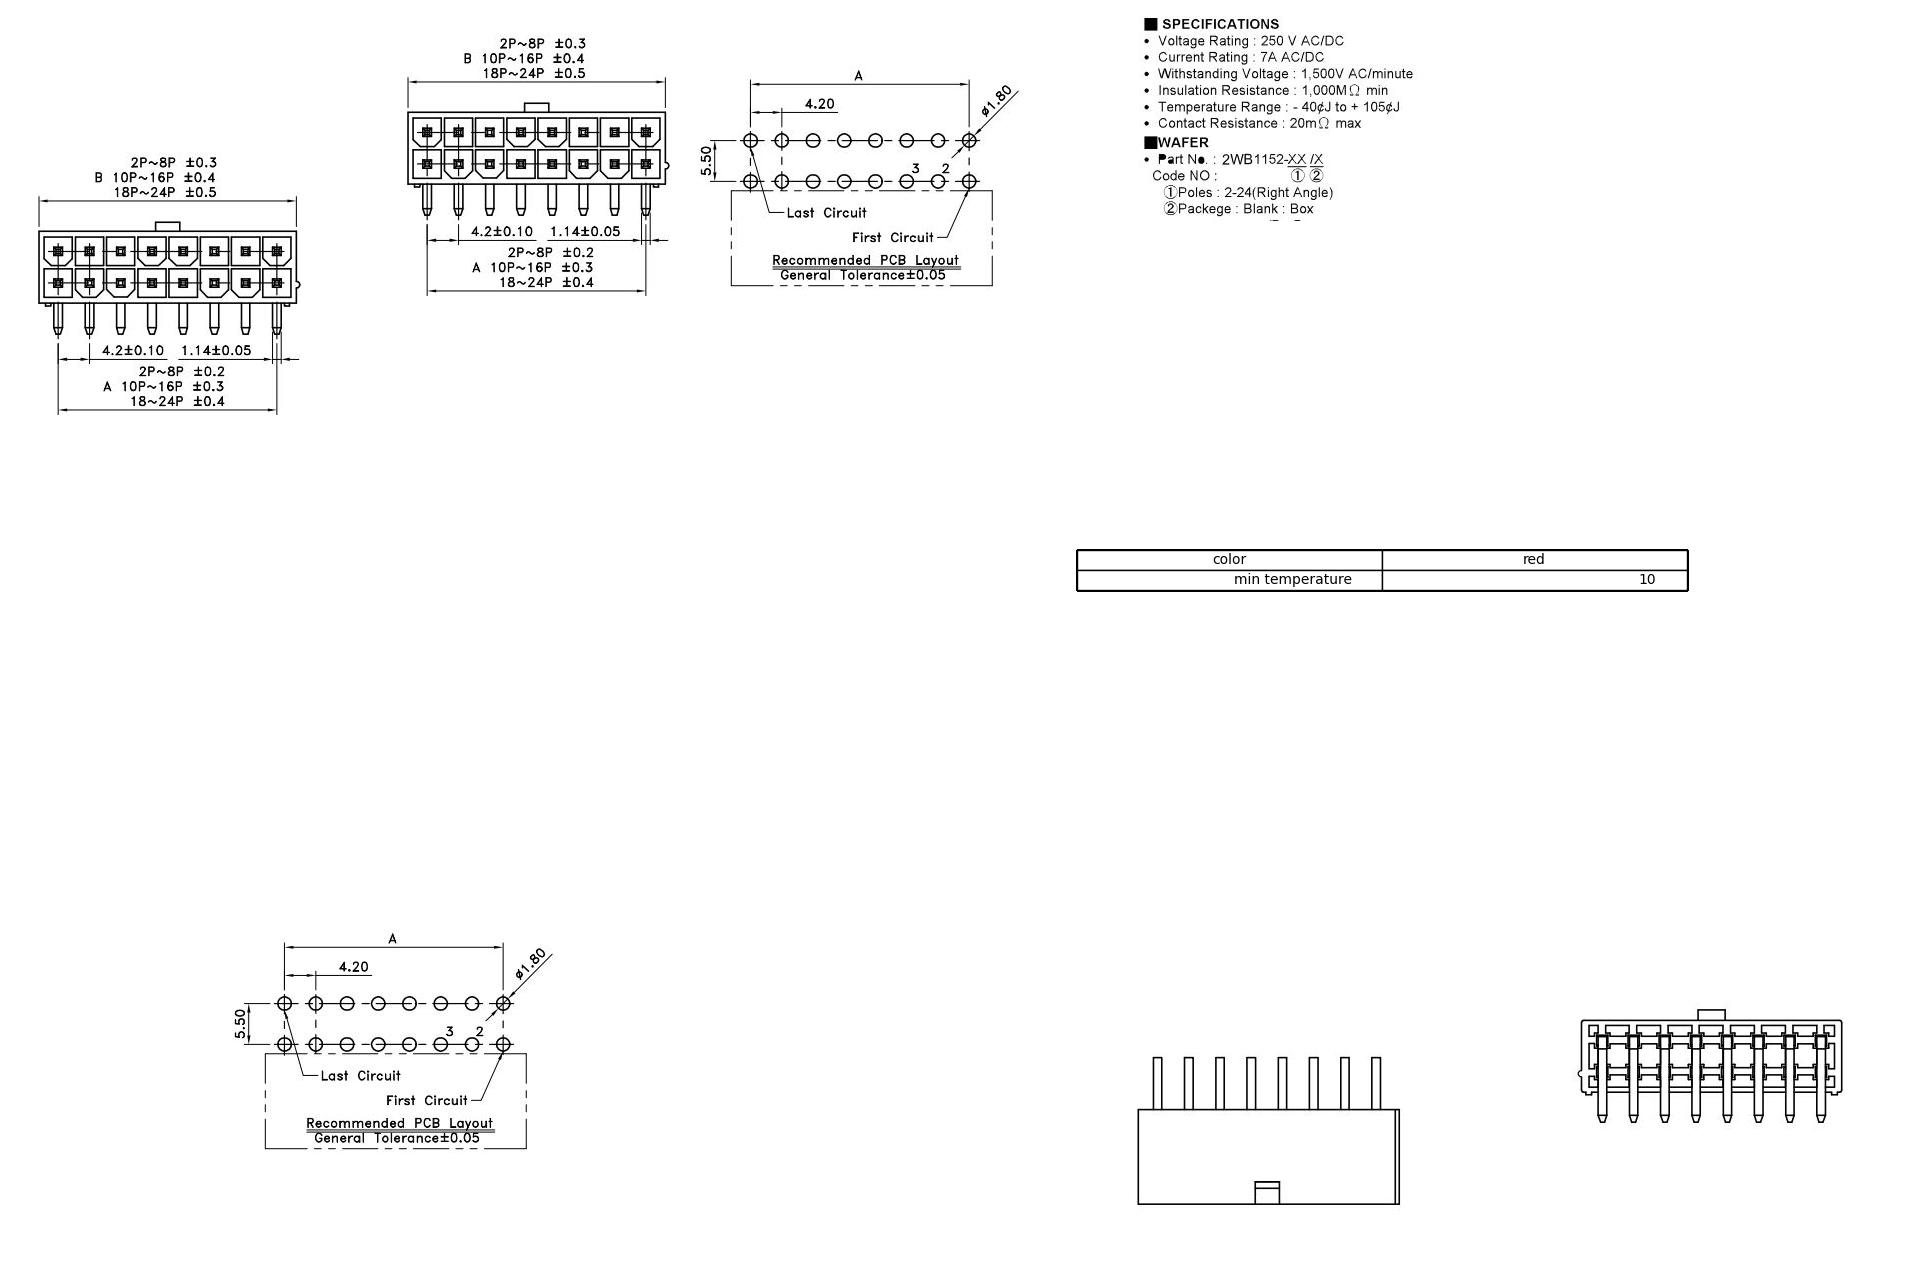 2P~8P ±0.3
B 10P~16P ±0.4
18P~24P ±0.5
4.2±0.10 1.14±0.05
2P~8P ±0.2
A 10P~16P ±0.3
18~24P ±0.4
2P~8P ±0.3
B 10P~16P ±0.4
18P~24P ±0.5
4.2±0.10 1.14±0.05
2P~8P ±0.2
A 10P~16P ±0.3
18~24P ±0.4
A
4.20
ø1.80
5.50
3 2
Last Circuit
First Circuit
Recommended PCB Layout
General Tolerance±0.05
■ SPECIFICATIONS
• Voltage Rating : 250 V AC/DC
• Current Rating : 7A AC/DC
• Withstanding Voltage : 1,500V AC/minute
• Insulation Resistance : 1,000MΩ min
• Temperature Range : - 40¢J to + 105¢J
• Contact Resistance : 20mΩ max
■WAFER
• Part No. : 2WB1152-XX /X
Code NO : ① ②
①Poles : 2-24(Right Angle)
②Packege : Blank : Box
color red
min temperature 10
A
4.20
ø1.80
5.50
3 2
Last Circuit
First Circuit
Recommended PCB Layout
General Tolerance±0.05